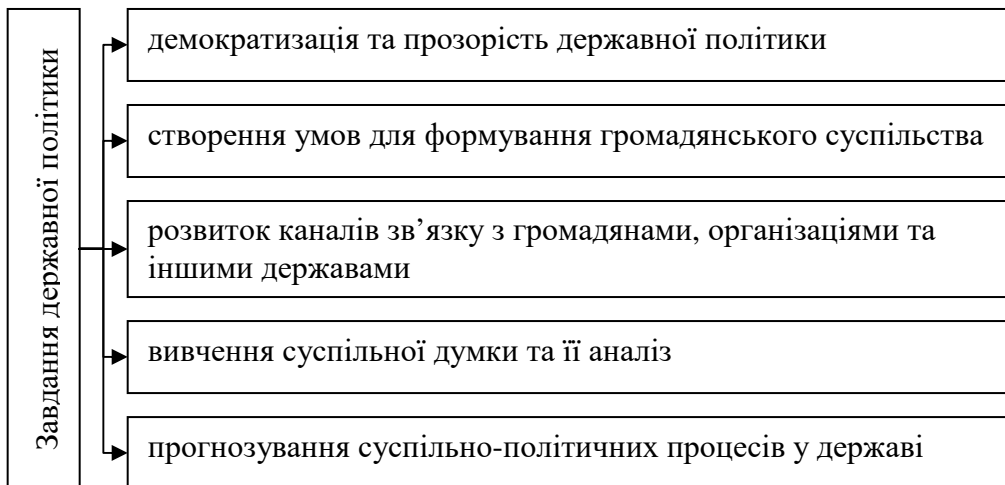 Завдання державної політики
демократизація та прозорість державної політики
створення умов для формування громадянського суспільства
розвиток каналів зв’язку з громадянами, організаціями та
іншими державами
вивчення суспільної думки та її аналіз
прогнозування суспільно-політичних процесів у державі